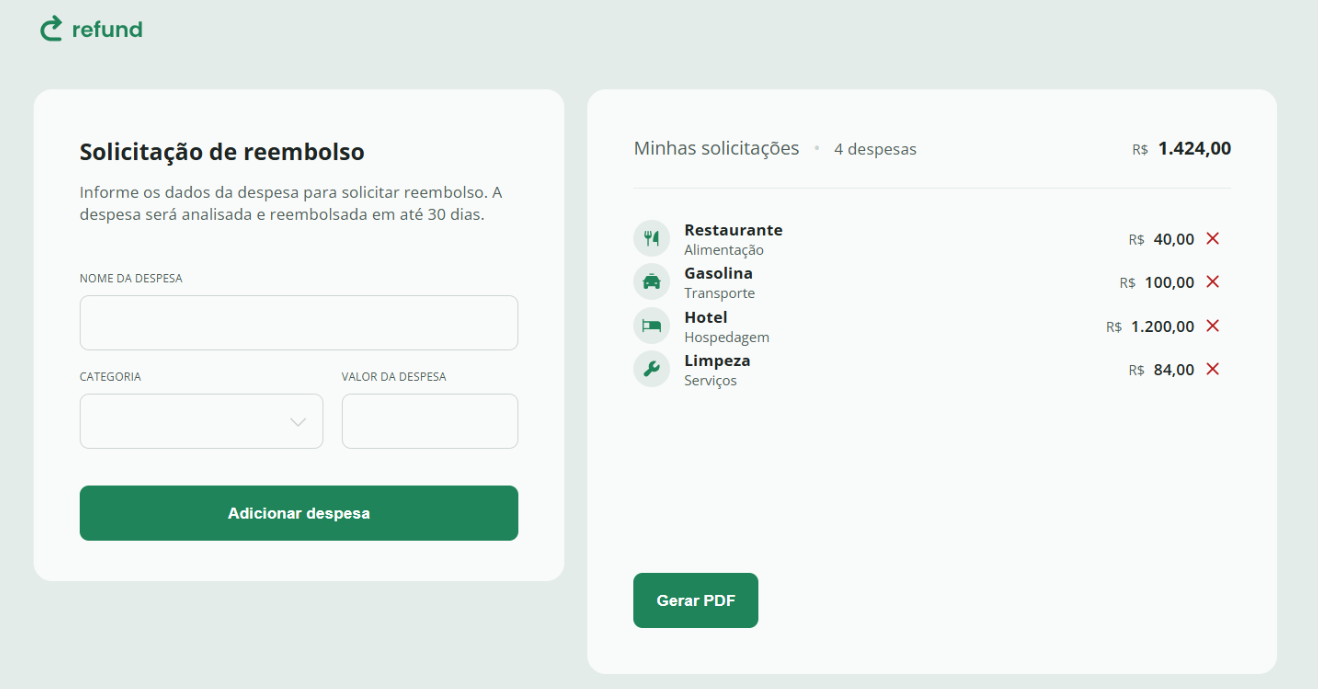 refund
Solicitação de reembolso
Informe os dados da despesa para solicitar reembolso. A
despesa será analisada e reembolsada em até 30 dias.
NOME DA DESPESA
CATEGORIA
VALOR DA DESPESA
Adicionar despesa
Minhas solicitações • 4 despesas R$ 1.424,00
Restaurante
Alimentação
R$ 40,00
Gasolina
Transporte
R$ 100,00
Hotel
Hospedagem
R$ 1.200,00
Limpeza
Serviços
R$ 84,00
Gerar PDF